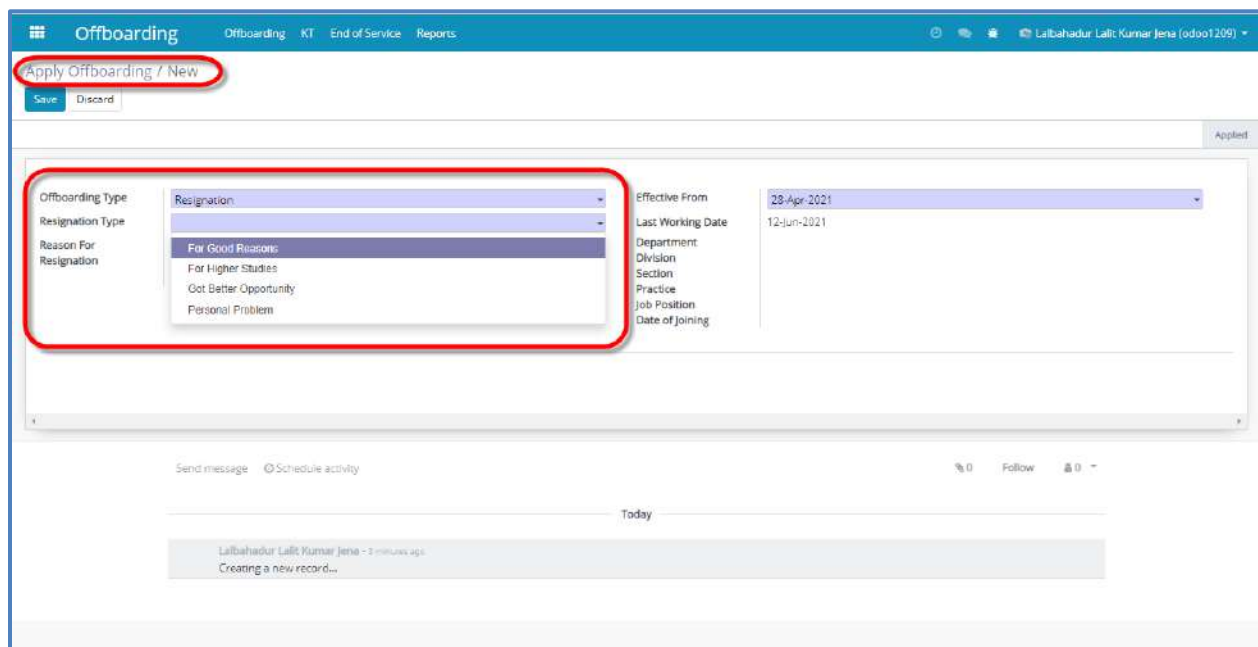 Offboarding Offboarding KT End of Service Reports Lalbahadur Lalit Kumar Jena (odoo1209)
Apply Offboarding / New
Save Discard
Applied
Offboarding Type Resignation
Resignation Type
Reason For
Resignation
For Good Reasons
For Higher Studies
Got Better Opportunity
Personal Problem
Effective From 28-Apr-2021
Last Working Date 12-Jun-2021
Department
Division
Section
Practice
Job Position
Date of Joining
Send message Schedule activity 0 Follow 0
Today
Lalbahadur Lalit Kumar Jena - minutes ago
Creating a new record...